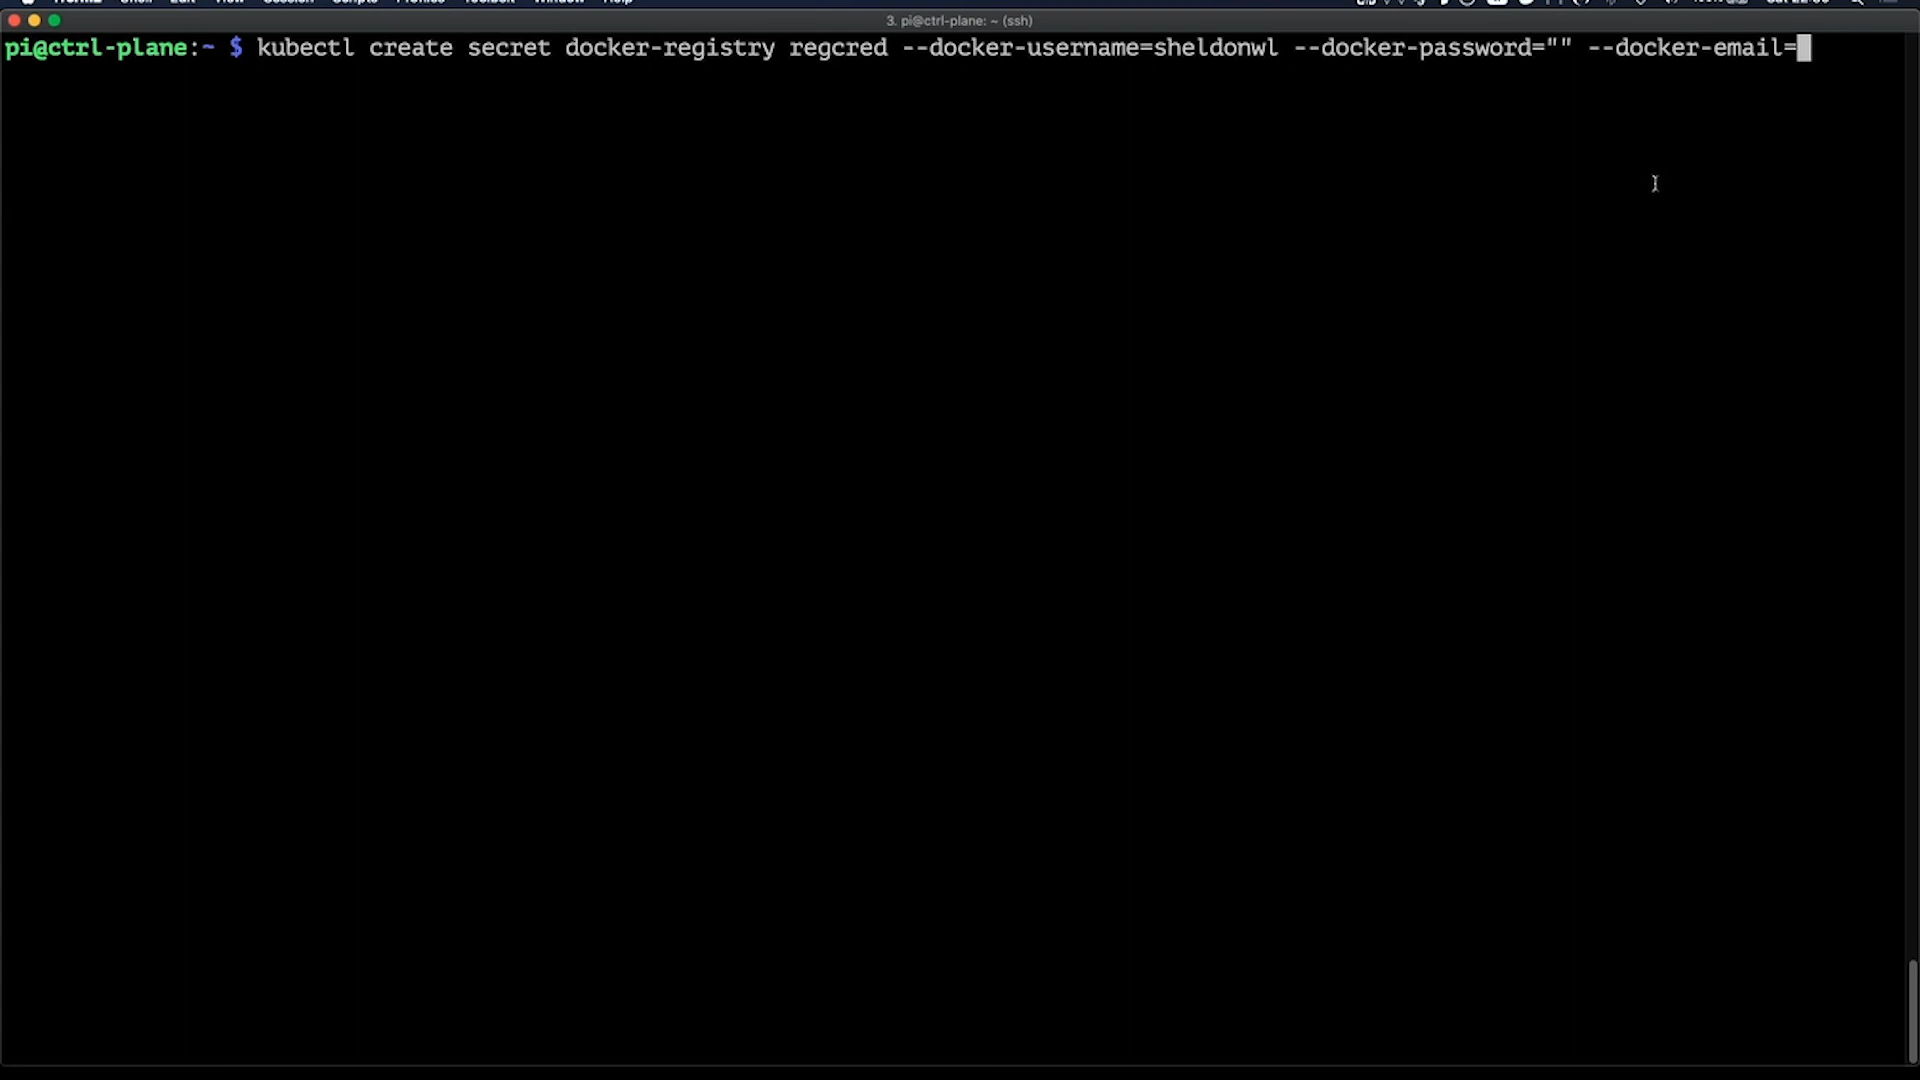 3. pi@ctrl-plane: ~ (ssh)
pi@ctrl-plane:~ $ kubectl create secret docker-registry regcred --docker-username=sheldonwl --docker-password="" --docker-email=